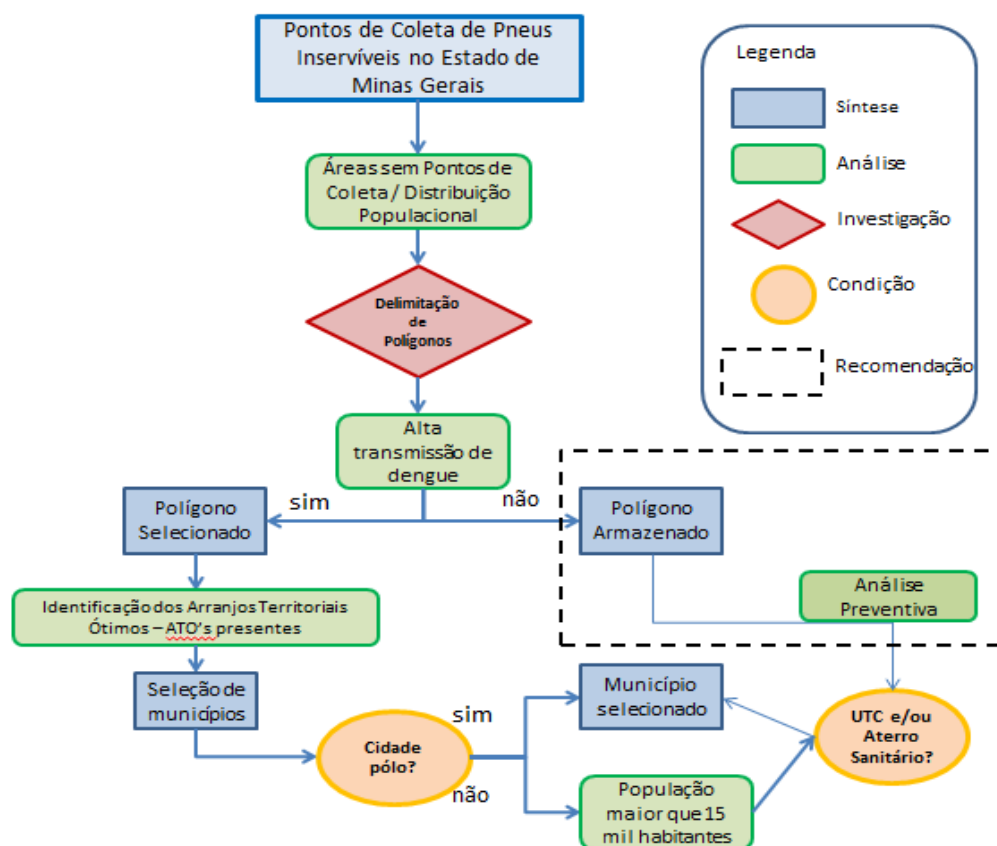 Pontos de Coleta de Pneus
Inservíveis no Estado de
Minas Gerais
Áreas sem Pontos de
Coleta / Distribuição
Populacional
Delimitação
de
Polígonos
Alta
transmissão de
dengue
sim
não
Polígono
Selecionado
Polígono
Armazenado
Análise
Preventiva
Identificação dos Arranjos Territoriais
Ótimos – ATO's presentes
Seleção de
municípios
Cidade
pólo?
sim
não
Município
selecionado
População
maior que 15
mil habitantes
UTC e/ou
Aterro
Sanitário?
Legenda
Síntese
Análise
Investigação
Condição
Recomendação